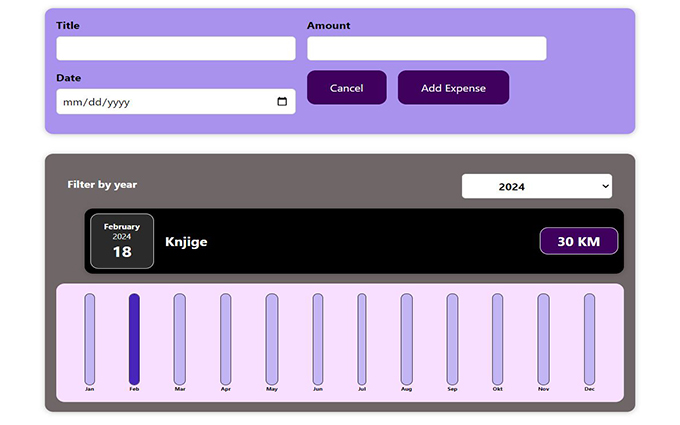 Title
Amount
Date
mm/dd/yyyy
Cancel
Add Expense
Filter by year
2024
February
2024
18
Knjige
30 KM
Jan
Feb
Mar
Apr
May
Jun
Jul
Aug
Sep
Okt
Nov
Dec